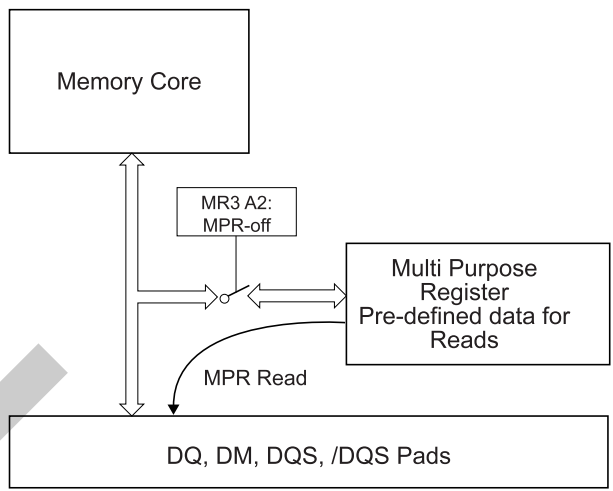 Memory Core
MR3 A2:
MPR-off
Multi Purpose
Register
Pre-defined data for
Reads
MPR Read
DQ, DM, DQS, /DQS Pads